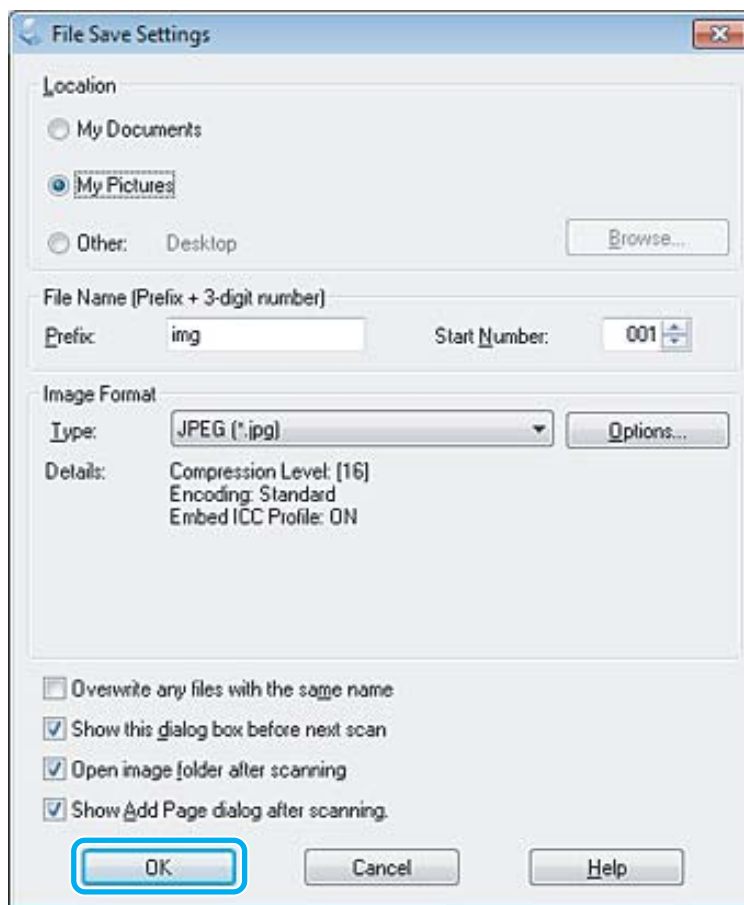 File Save Settings
Location
My Documents
My Pictures
Other: Desktop Browse...
File Name (Prefix + 3-digit number)
Prefix: img Start Number: 001
Image Format
Type: JPEG (*.jpg) Options...
Details: Compression Level: [16]
Encoding: Standard
Embed ICC Profile: ON
Overwrite any files with the same name
Show this dialog box before next scan
Open image folder after scanning
Show Add Page dialog after scanning.
OK Cancel Help